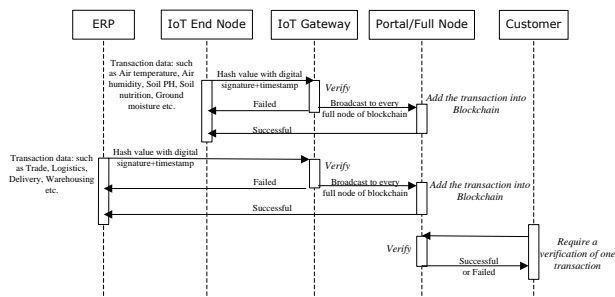 ERP
IoT End Node
IoT Gateway
Portal/Full Node
Customer
Transaction data: such
as Air temperature, Air
humidity, Soil PH, Soil
nutrition, Ground
moisture etc.
Hash value with digital
signature+timestamp
Verify
Failed
Broadcast to every
full node of blockchain
Add the transaction into
Blockchain
Successful
Transaction data: such
as Trade, Logistics,
Delivery, Warehousing
etc.
Hash value with digital
signature+timestamp
Verify
Failed
Broadcast to every
full node of blockchain
Add the transaction into
Blockchain
Successful
Verify
Require a
verification of one
transaction
Successful
or Failed